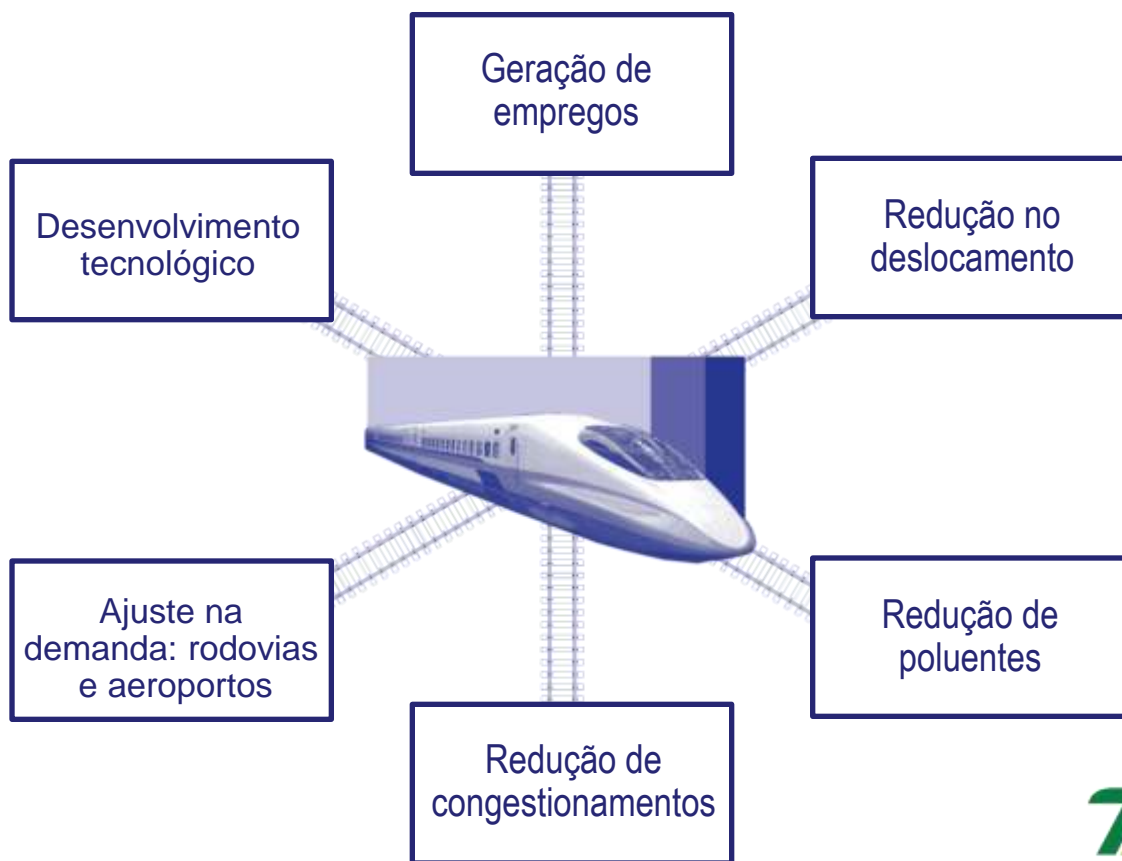 Geração de
empregos
Desenvolvimento
tecnológico
Redução no
deslocamento
Ajuste na
demanda: rodovias
e aeroportos
Redução de
poluentes
Redução de
congestionamentos